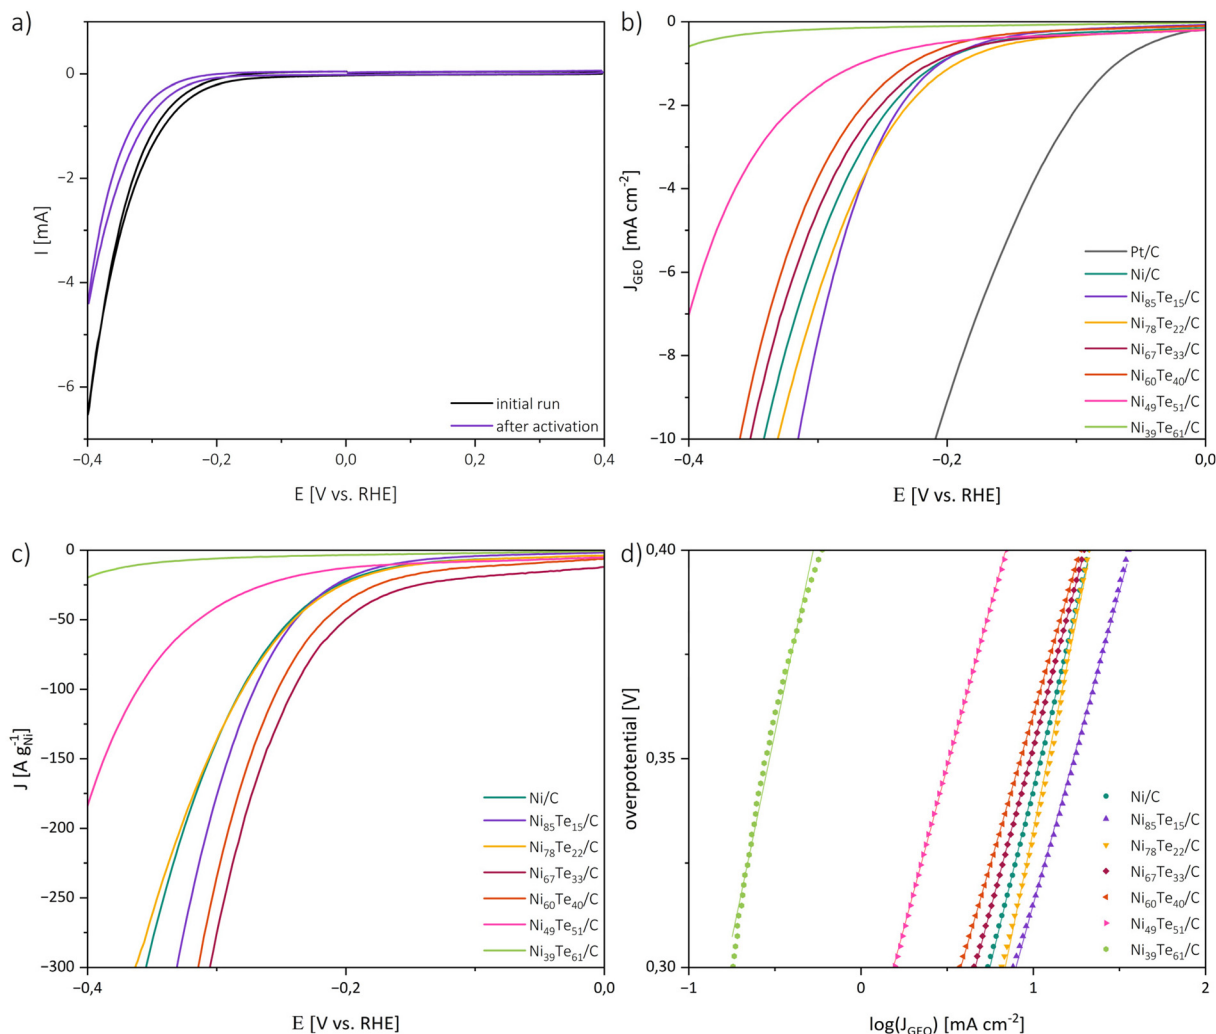 a)
0
−2
−4
−6
I [mA]
initial run
after activation
−0,4
−0,2
0,0
0,2
0,4
E [V vs. RHE]
b)
0
−2
−4
−6
−8
−10
J_GEO [mA cm⁻²]
Pt/C
Ni/C
Ni₈₅Te₁₅/C
Ni₇₈Te₂₂/C
Ni₆₇Te₃₃/C
Ni₆₀Te₄₀/C
Ni₄₉Te₅₁/C
Ni₃₉Te₆₁/C
−0,4
−0,2
0,0
E [V vs. RHE]
c)
0
−50
−100
−150
−200
−250
−300
J [A g⁻¹_Ni]
Ni/C
Ni₈₅Te₁₅/C
Ni₇₈Te₂₂/C
Ni₆₇Te₃₃/C
Ni₆₀Te₄₀/C
Ni₄₉Te₅₁/C
Ni₃₉Te₆₁/C
−0,4
−0,2
0,0
E [V vs. RHE]
d)
0,40
0,35
0,30
overpotential [V]
Ni/C
Ni₈₅Te₁₅/C
Ni₇₈Te₂₂/C
Ni₆₇Te₃₃/C
Ni₆₀Te₄₀/C
Ni₄₉Te₅₁/C
Ni₃₉Te₆₁/C
−1
0
1
2
log(J_GEO) [mA cm⁻²]